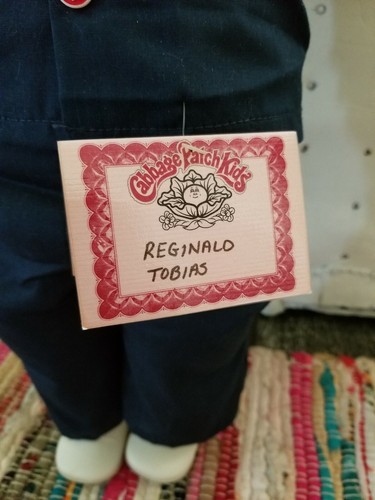 Cabbage Patch Kids
REGINALD
TOBIAS